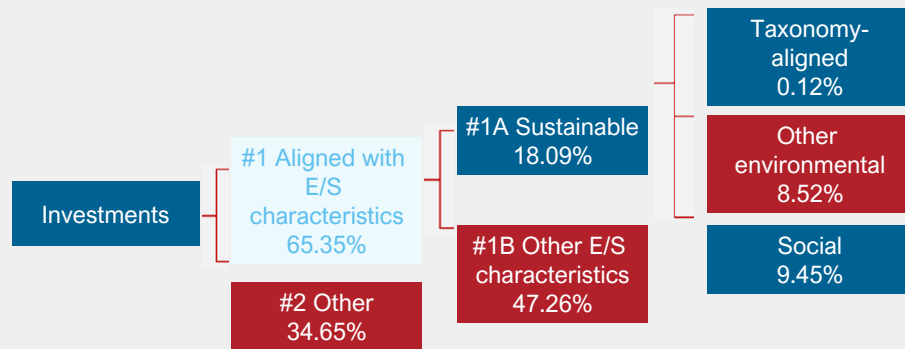 Investments
#1 Aligned with
E/S
characteristics
65.35%
#2 Other
34.65%
#1A Sustainable
18.09%
#1B Other E/S
characteristics
47.26%
Taxonomy-
aligned
0.12%
Other
environmental
8.52%
Social
9.45%